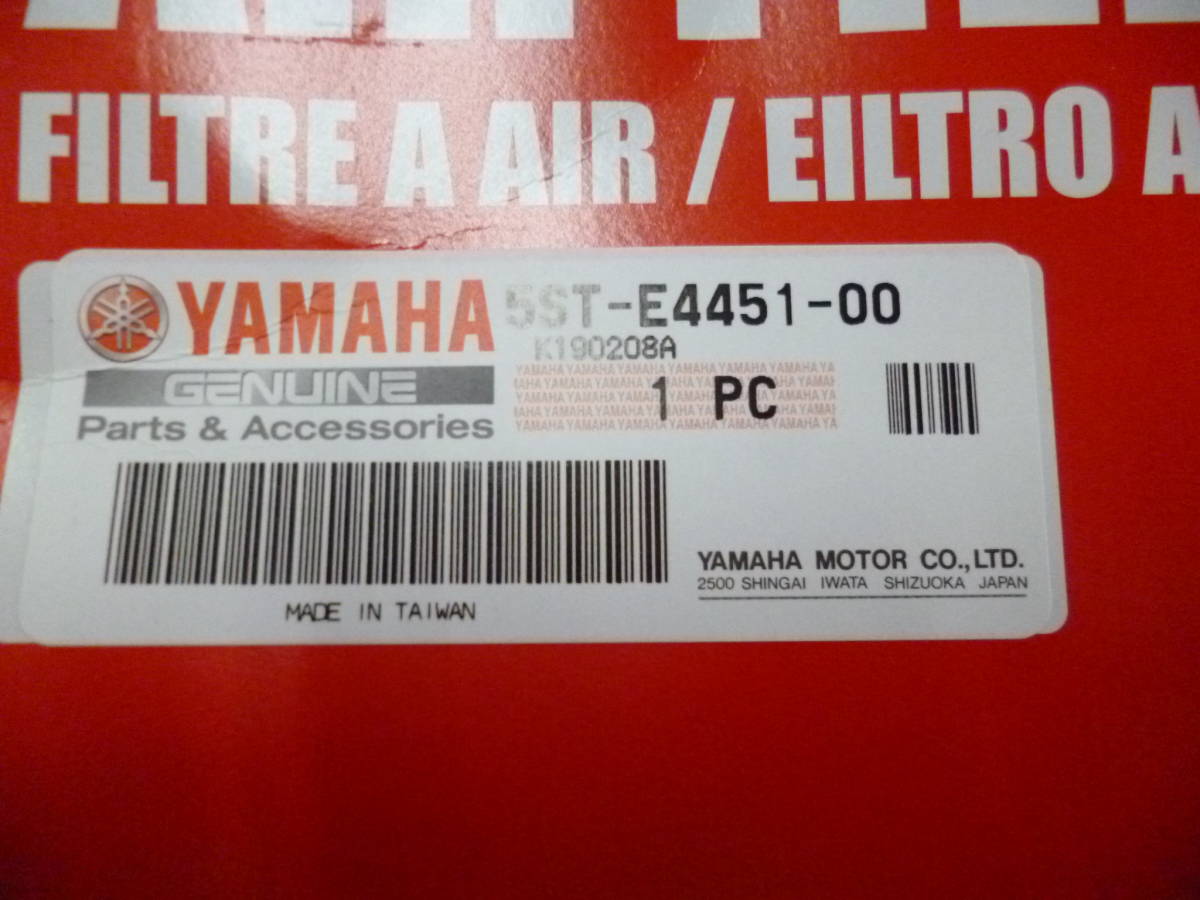 FILTRE A AIR / EILTRO A
YAMAHA 5ST-E4451-00
K190208A
GENUINE
1 PC
Parts & Accessories
YAMAHA MOTOR CO.,LTD.
2500 SHINGAI IWATA SHIZUOKA JAPAN
MADE IN TAIWAN